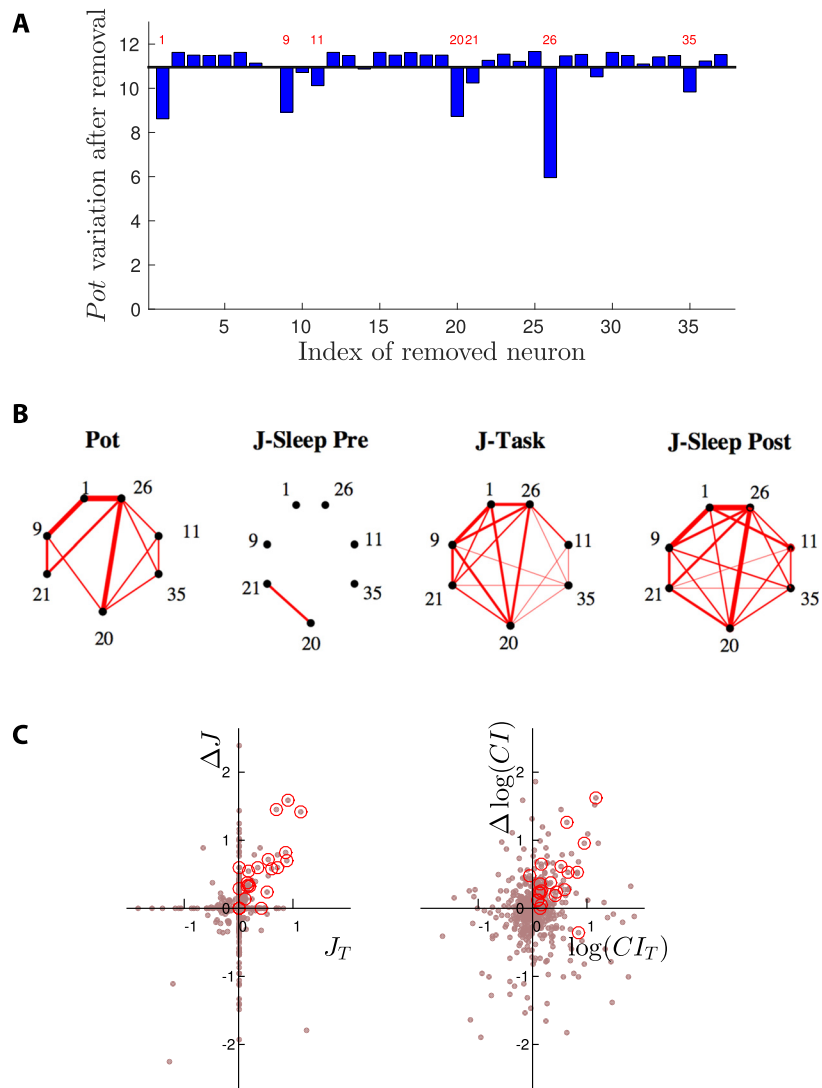 A
Pot variation after removal
12
10
8
6
4
2
0
1 9 11 20 21 26 35
5 10 15 20 25 30 35
Index of removed neuron
B
Pot J-Sleep Pre J-Task J-Sleep Post
1 26 9 11 21 35 20
1 26 9 11 21 35 20
1 26 9 11 21 35 20
1 26 9 11 21 35 20
C
ΔJ
2
1
0
-1
-2
-1 0 1
J_T
Δ log(CI)
2
1
0
-1
-2
-1 0 1
log(CI_T)